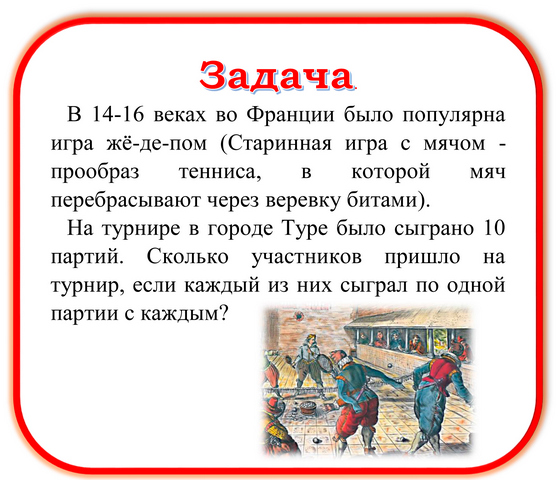 Задача
В 14-16 веках во Франции было популярна
игра жё-де-пом (Старинная игра с мячом -
прообраз тенниса, в которой мяч
перебрасывают через веревку битами).
На турнире в городе Туре было сыграно 10
партий. Сколько участников пришло на
турнир, если каждый из них сыграл по одной
партии с каждым?